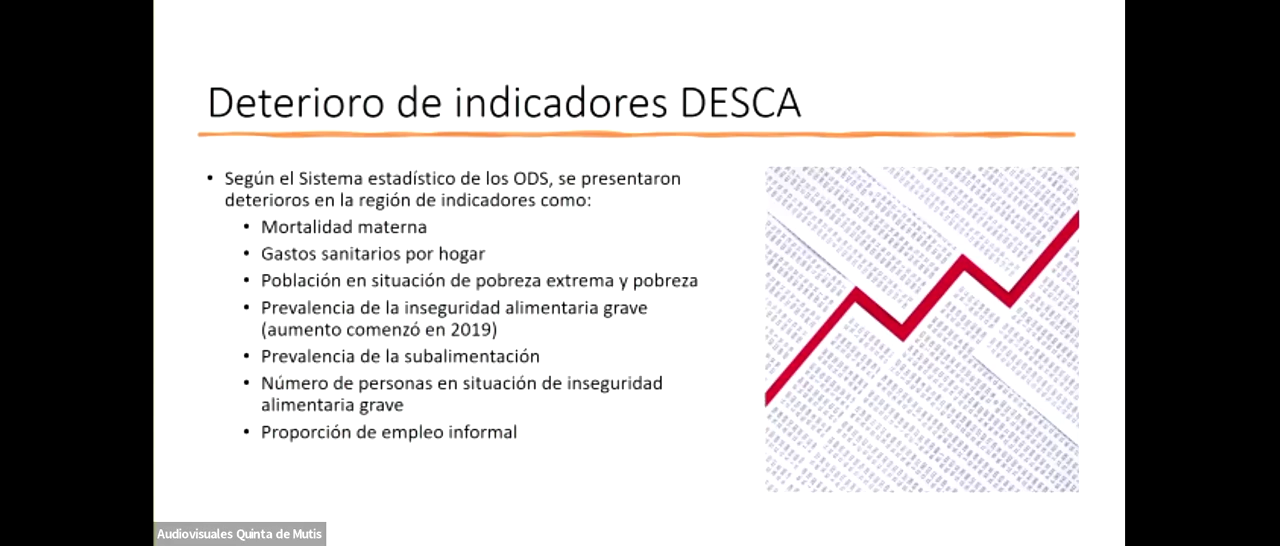 Deterioro de indicadores DESCA
• Según el Sistema estadístico de los ODS, se presentaron
deterioros en la región de indicadores como:
• Mortalidad materna
• Gastos sanitarios por hogar
• Población en situación de pobreza extrema y pobreza
• Prevalencia de la inseguridad alimentaria grave
(aumento comenzó en 2019)
• Prevalencia de la subalimentación
• Número de personas en situación de inseguridad
alimentaria grave
• Proporción de empleo informal
Audiovisuales Quinta de Mutis